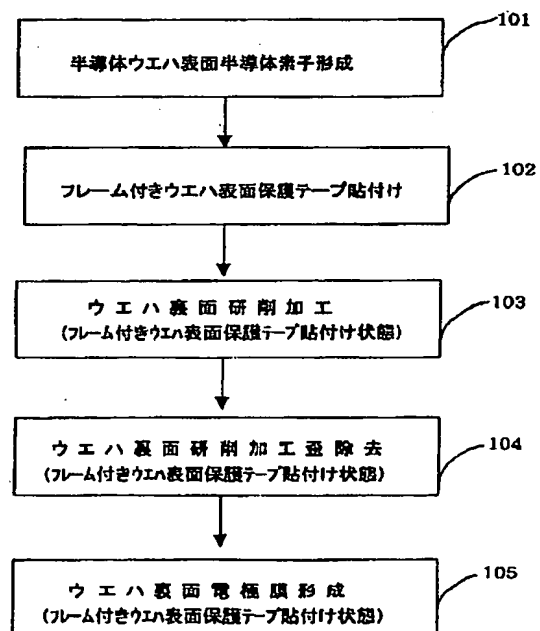 101
半導体ウエハ表面半導体素子形成
102
フレーム付きウエハ表面保護テープ貼付け
103
ウエハ裏面研削加工
(フレーム付きウエハ表面保護テープ貼付け状態)
104
ウエハ裏面研削加工歪除去
(フレーム付きウエハ表面保護テープ貼付け状態)
105
ウエハ裏面電極膜形成
(フレーム付きウエハ表面保護テープ貼付け状態)